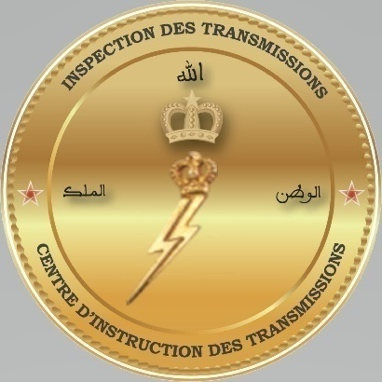 INSPECTION DES TRANSMISSIONS
الله
الوطن
الملك
CENTRE D'INSTRUCTION DES TRANSMISSIONS